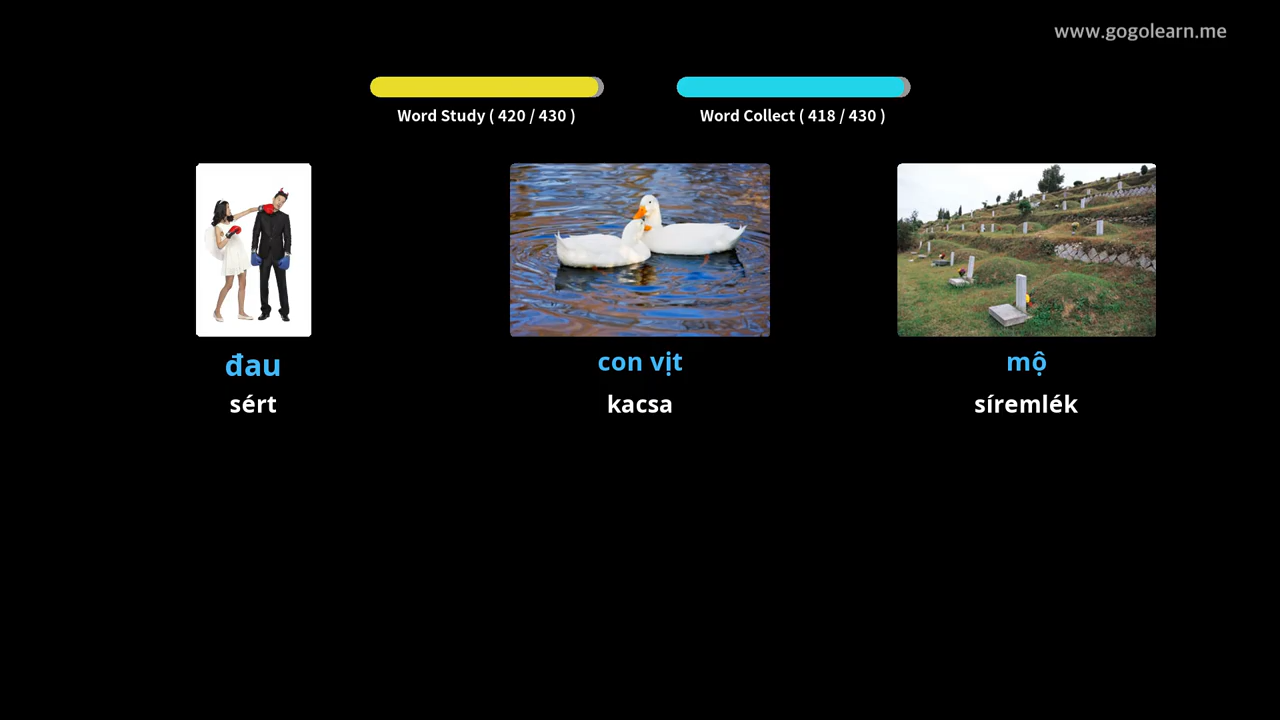 www.gogolearn.me
Word Study ( 420 / 430 )
Word Collect ( 418 / 430 )
đau
con vịt
mộ
sért
kacsa
síremlék